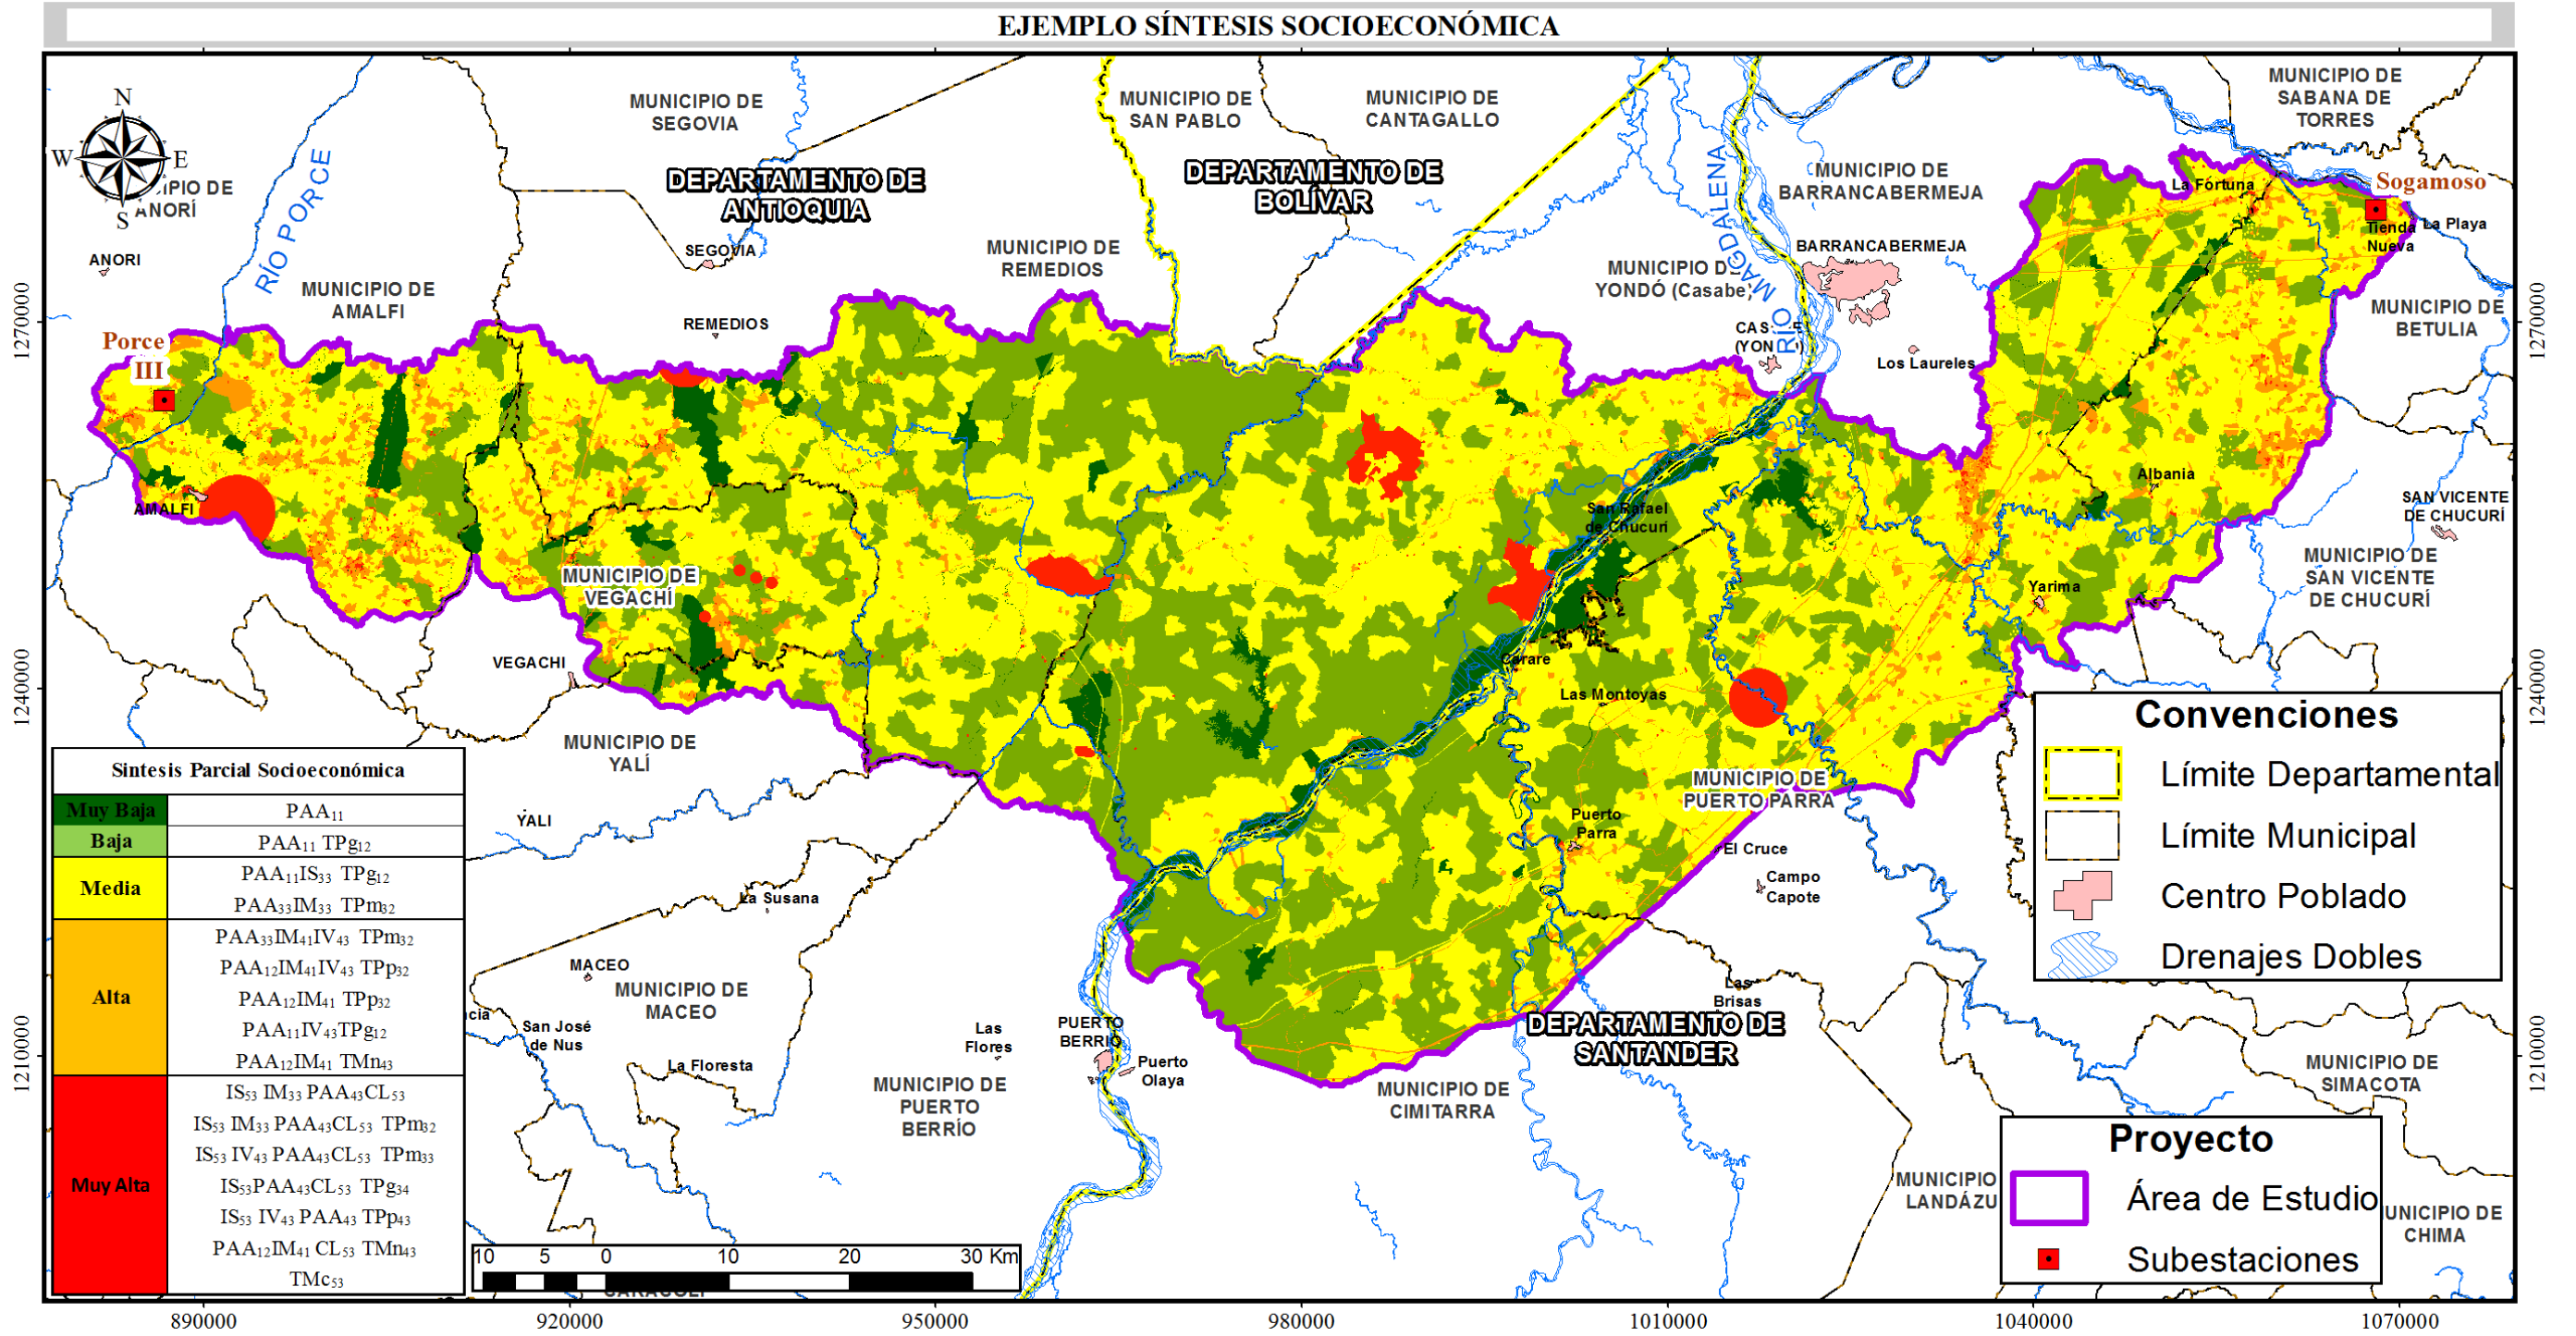 EJEMPLO SÍNTESIS SOCIOECONÓMICA
N
W
E
S
ANORÍ
ANORI
RÍO PORCE
MUNICIPIO DE
AMALFI
MUNICIPIO DE
SEGOVIA
DEPARTAMENTO DE
ANTIOQUIA
SEGOVIA
REMEDIOS
MUNICIPIO DE
REMEDIOS
MUNICIPIO DE
SAN PABLO
MUNICIPIO DE
CANTAGALLO
DEPARTAMENTO DE
BOLÍVAR
MUNICIPIO DE
YONDÓ (Casabe)
RÍO MAGDALENA
MUNICIPIO DE
BARRANCABERMEJA
BARRANCABERMEJA
Los Laureles
MUNICIPIO DE
SABANA DE
TORRES
La Fortuna
Sogamoso
Tienda
Nueva
La Playa
MUNICIPIO DE
BETULIA
Porce
III
AMALFI
MUNICIPIO DE
VEGACHÍ
VEGACHI
San Rafael
de Chucurí
Albania
SAN VICENTE
DE CHUCURÍ
MUNICIPIO DE
SAN VICENTE
DE CHUCURÍ
Yarima
Carare
Las Montoyas
MUNICIPIO DE
PUERTO PARRA
Puerto
Parra
El Cruce
Campo
Capote
MUNICIPIO DE
YALÍ
YALI
La Susana
MACEO
MUNICIPIO DE
MACEO
San José
de Nus
La Floresta
Las
Flores
PUERTO
BERRIO
Puerto
Olaya
MUNICIPIO DE
PUERTO
BERRÍO
MUNICIPIO DE
CIMITARRA
Las
Brisas
DEPARTAMENTO DE
SANTANDER
MUNICIPIO DE
SIMACOTA
MUNICIPIO
LANDÁZU
UNICIPIO DE
CHIMA
Sintesis Parcial Socioeconómica
Muy Baja PAA11
Baja PAA11 TPg12
Media PAA11IS33 TPg12
PAA33IM33 TPm32
Alta PAA33IM41IV43 TPm32
PAA12IM41IV43 TPp32
PAA12IM41 TPp32
PAA11IV43TPg12
PAA12IM41 TMn43
Muy Alta IS53 IM33 PAA43CL53
IS53 IM33 PAA43CL53 TPm32
IS53 IV43 PAA43CL53 TPm33
IS53PAA43CL53 TPg34
IS53 IV43 PAA43 TPp43
PAA12IM41 CL53 TMn43
TMc53
10 5 0 10 20 30 Km
Convenciones
Límite Departamental
Límite Municipal
Centro Poblado
Drenajes Dobles
Proyecto
Área de Estudio
Subestaciones
1270000
1240000
1210000
1270000
1240000
1210000
890000 920000 950000 980000 1010000 1040000 1070000